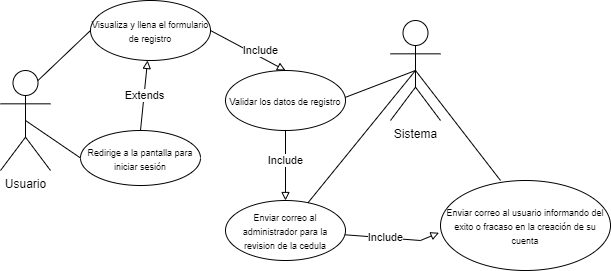 Visualiza y llena el formulario
de registro
Include
Extends
Validar los datos de registro
Sistema
Redirige a la pantalla para
iniciar sesión
Usuario
Include
Enviar correo al
administrador para la
revision de la cedula
Include
Enviar correo al usuario informando del
exito o fracaso en la creación de su
cuenta